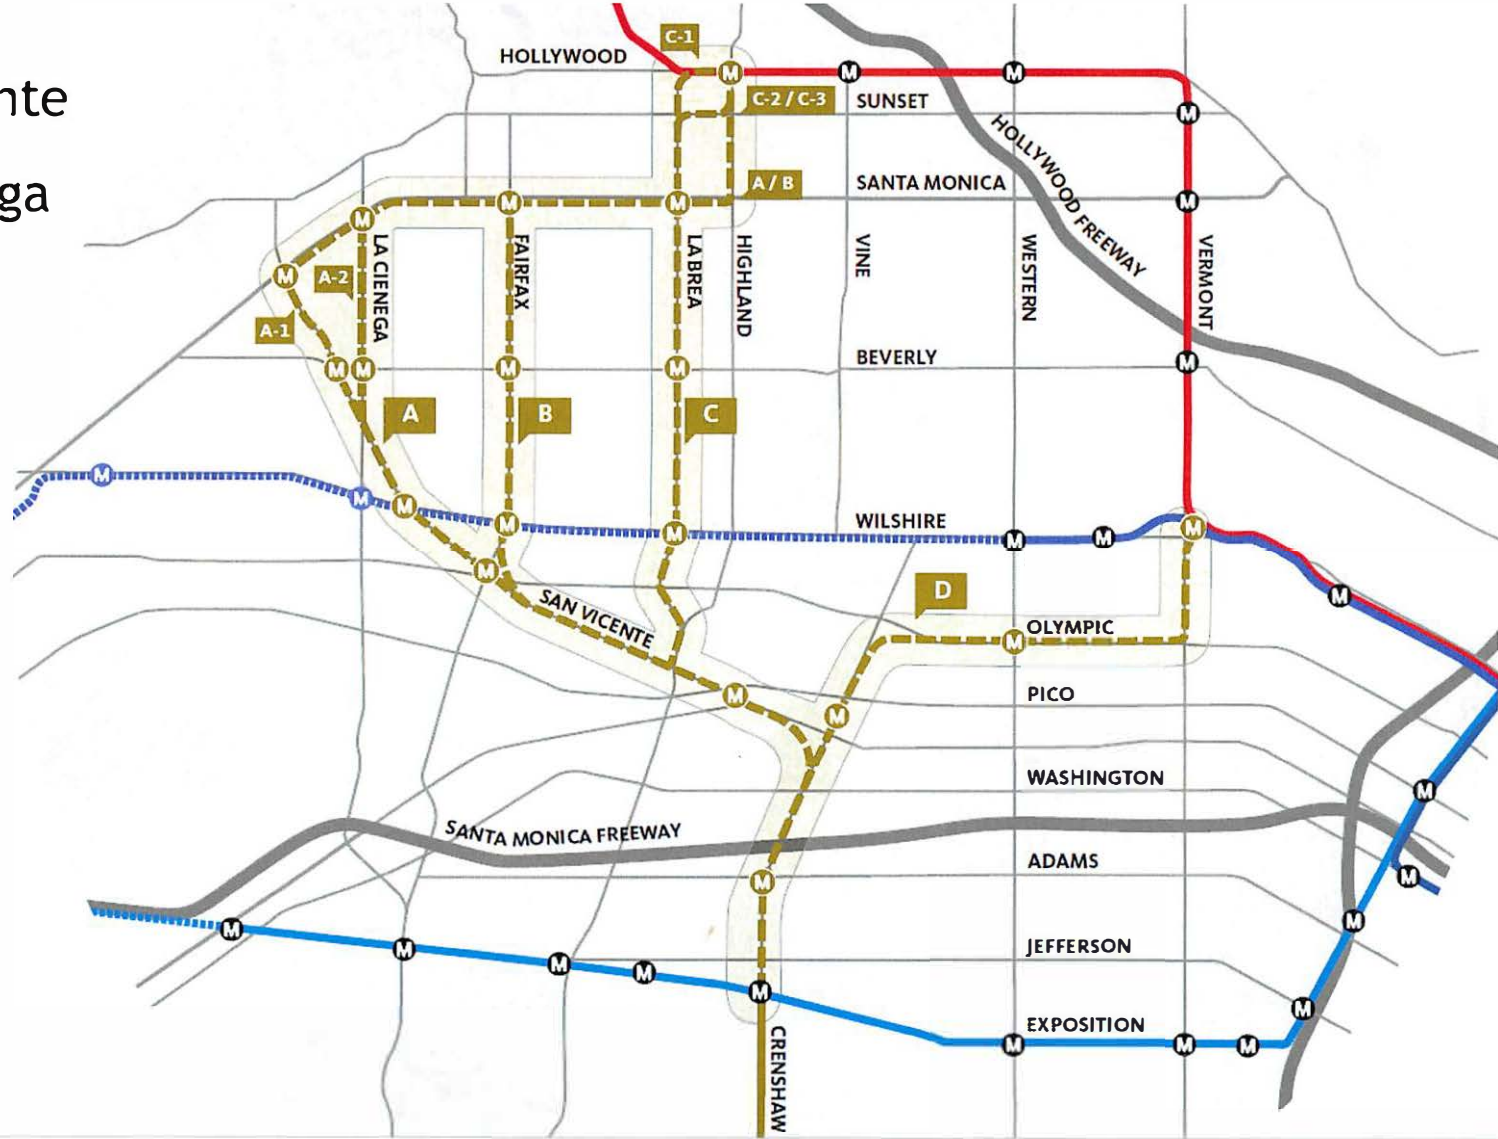 nte
ga
C-1
HOLLYWOOD
M
M
M
C-2 / C-3
SUNSET
M
HOLLYWOOD FREEWAY
A / B
SANTA MONICA
M
M
M
M
M
LA CIENEGA
FAIRFAX
LA BREA
HIGHLAND
VINE
WESTERN
VERMONT
M
A-2
A-1
BEVERLY
M
M
M
M
M
A
B
C
M
M
M
M
M
WILSHIRE
M
M
M
M
D
M
SAN VICENTE
OLYMPIC
M
M
PICO
M
WASHINGTON
M
SANTA MONICA FREEWAY
ADAMS
M
M
M
M
JEFFERSON
M
M
M
M
M
EXPOSITION
M
M
M
M
CRENSHAW